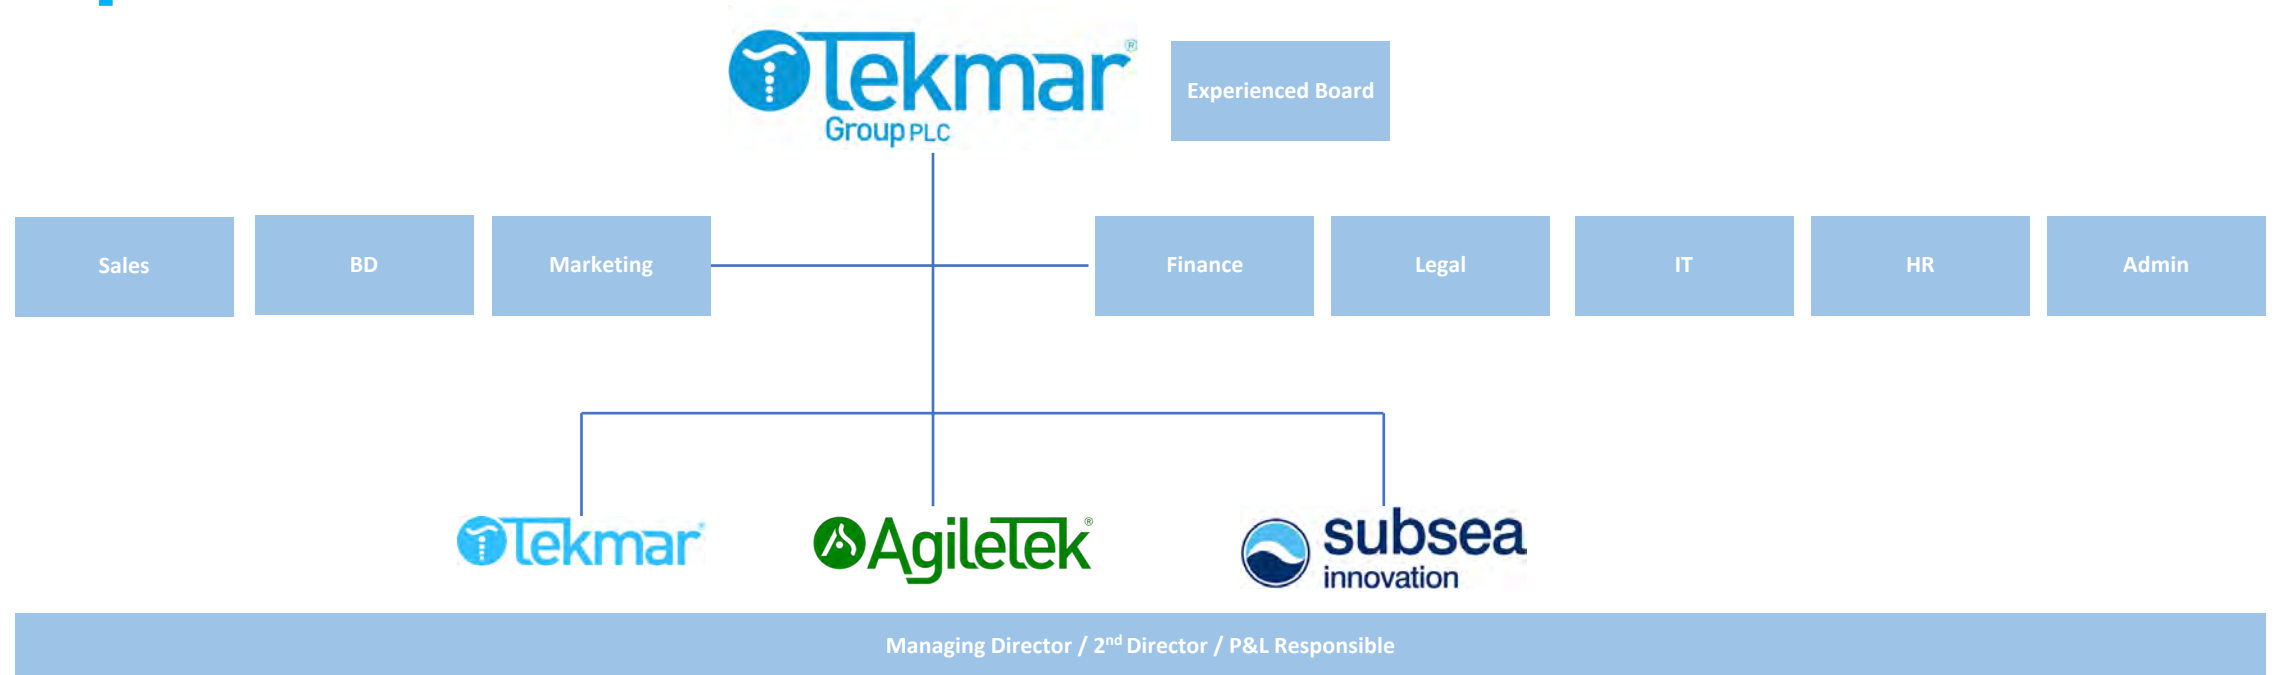 Tekmar®
Group PLC
Experienced Board
Sales
BD
Marketing
Finance
Legal
IT
HR
Admin
Tekmar®
AgileTek®
subsea
innovation
Managing Director / 2nd Director / P&L Responsible